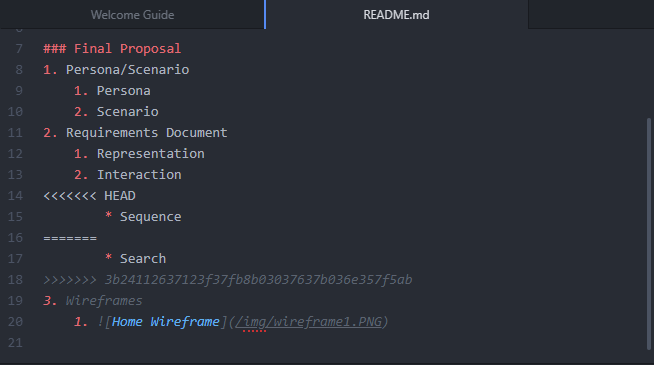 Welcome Guide README.md
7 ### Final Proposal
8 1. Persona/Scenario
9     1. Persona
10     2. Scenario
11 2. Requirements Document
12     1. Representation
13     2. Interaction
14 <<<<<<< HEAD
15         * Sequence
16 =======
17         * Search
18 >>>>>>> 3b24112637123f37fb8b03037637b036e357f5ab
19 3. Wireframes
20     1. ![Home Wireframe](/img/wireframe1.PNG)
21